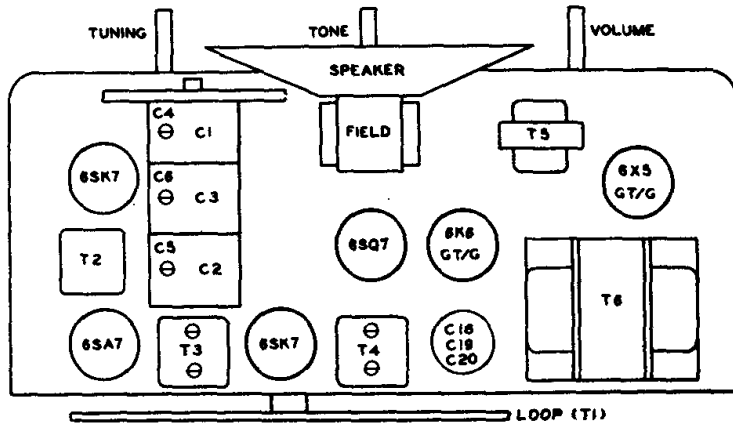 TUNING
TONE
VOLUME
SPEAKER
C4
C1
FIELD
T5
6SK7
C6
C3
6X5
GT/G
T2
C5
C2
6SQ7
6K6
GT/G
T6
6SA7
T3
6SK7
T4
C18
C19
C20
LOOP (T1)